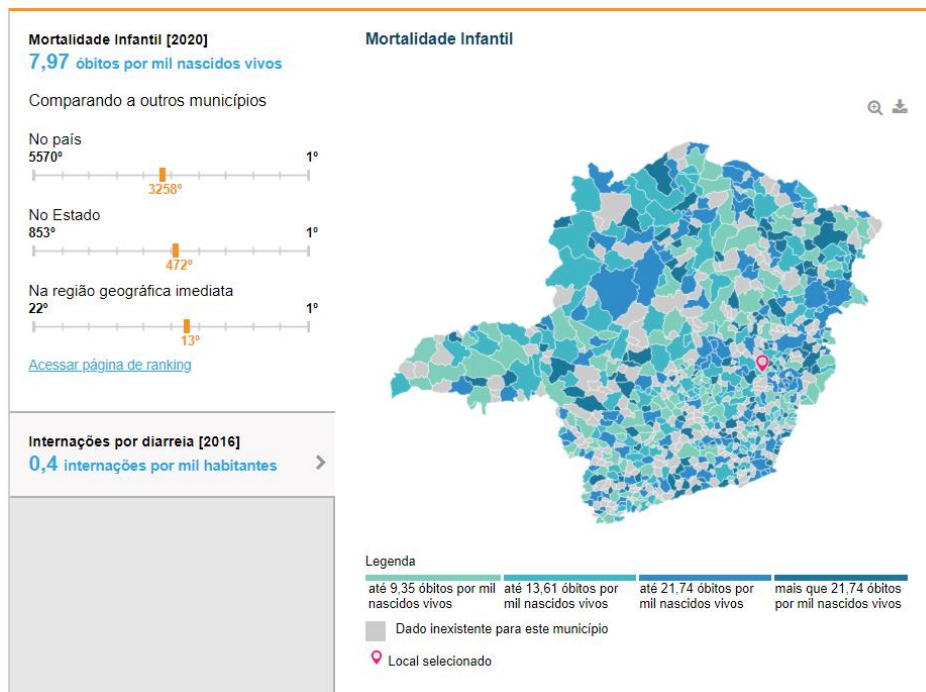 Mortalidade Infantil [2020]
7,97 óbitos por mil nascidos vivos
Comparando a outros municípios
No país
5570º 1º
3258º
No Estado
853º 1º
472º
Na região geográfica imediata
22º 1º
13º
Acessar página de ranking
Internações por diarreia [2016]
0,4 internações por mil habitantes
Mortalidade Infantil
Legenda
até 9,35 óbitos por mil
nascidos vivos
até 13,61 óbitos por
mil nascidos vivos
até 21,74 óbitos por
mil nascidos vivos
mais que 21,74 óbitos
por mil nascidos vivos
Dado inexistente para este município
Local selecionado